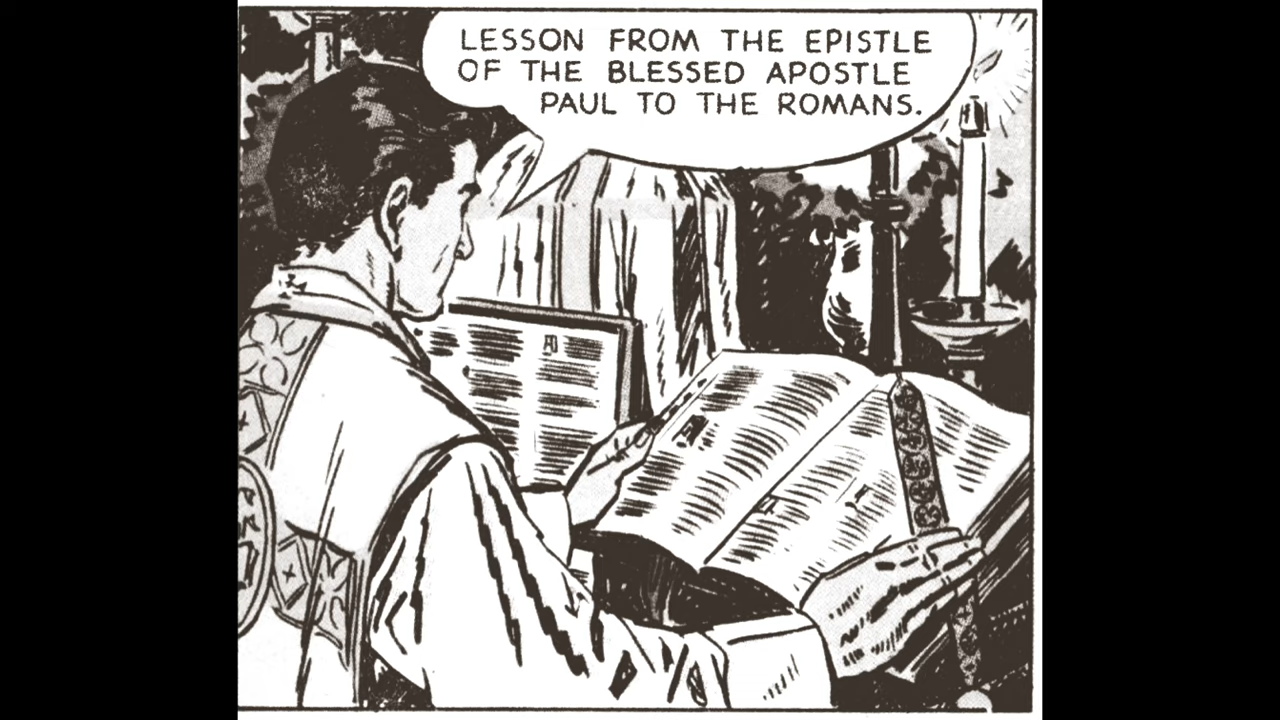 LESSON FROM THE EPISTLE
OF THE BLESSED APOSTLE
PAUL TO THE ROMANS.